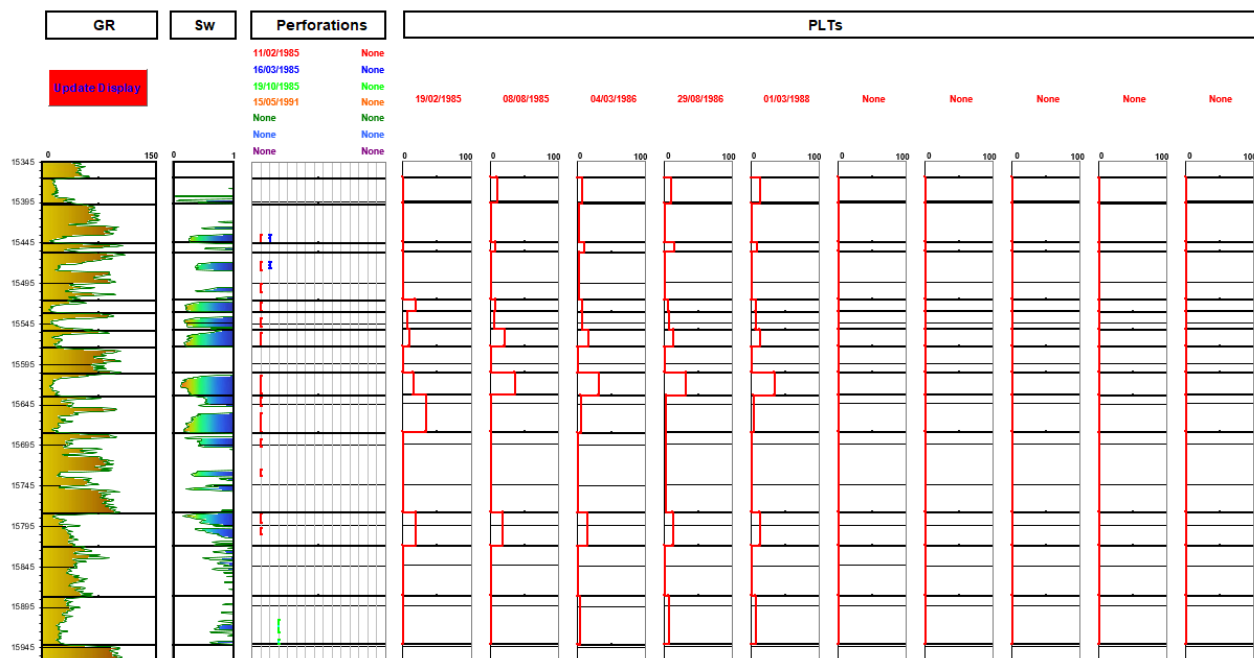 GR Sw Perforations PLTs
11/02/1985 None
16/03/1985 None
Update Display
19/10/1985 None
15/05/1991 None
19/02/1985 08/08/1985 04/03/1986 29/08/1986 01/03/1988 None None None None None
None None
None None
None None
0 150 0 1 0 100 0 100 0 100 0 100 0 100 0 100 0 100 0 100 0 100 0 100
15345
15395
15445
15495
15545
15595
15645
15695
15745
15795
15845
15895
15945